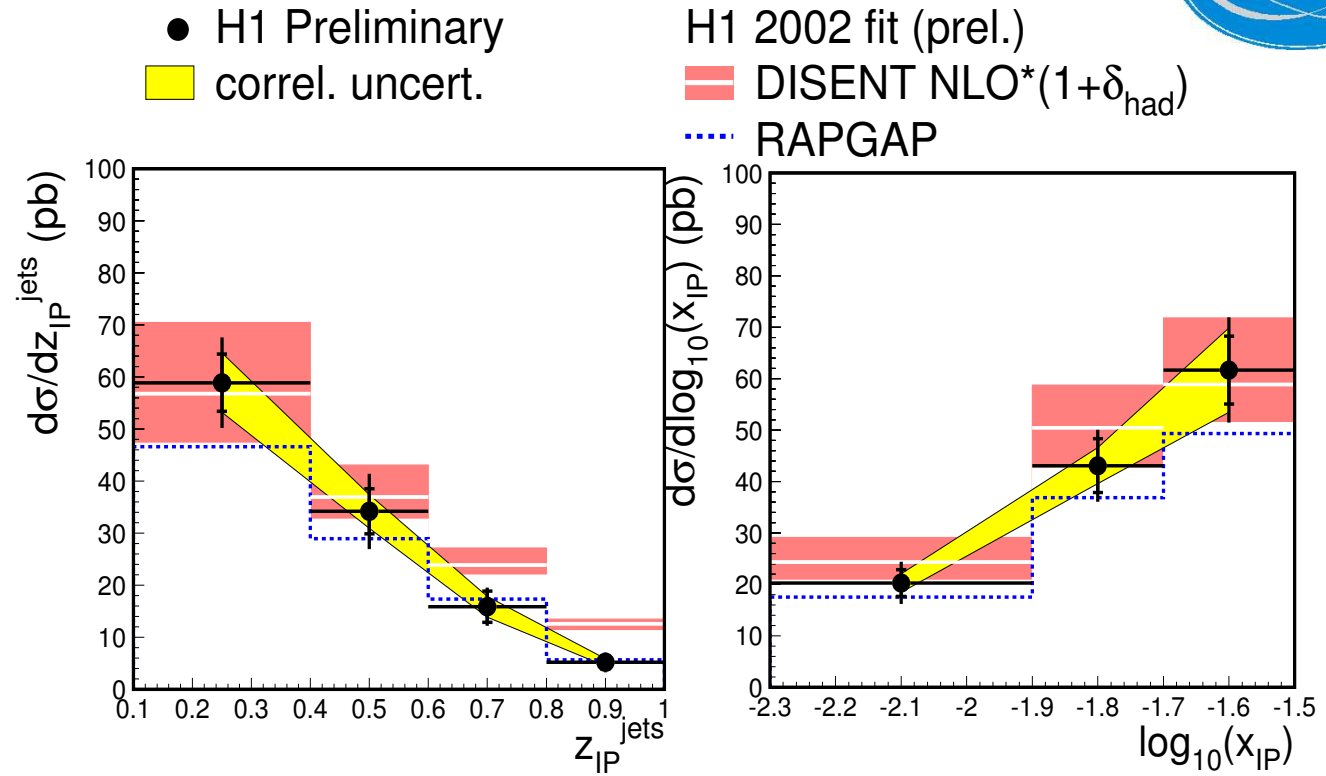 H1 Preliminary
correl. uncert.
H1 2002 fit (prel.)
DISENT NLO*(1+δhad)
RAPGAP
dσ/dzIPjets (pb)
100
90
80
70
60
50
40
30
20
10
0
0.1 0.2 0.3 0.4 0.5 0.6 0.7 0.8 0.9 1
zIPjets
dσ/dlog10(xIP) (pb)
100
90
80
70
60
50
40
30
20
10
0
-2.3 -2.2 -2.1 -2 -1.9 -1.8 -1.7 -1.6 -1.5
log10(xIP)